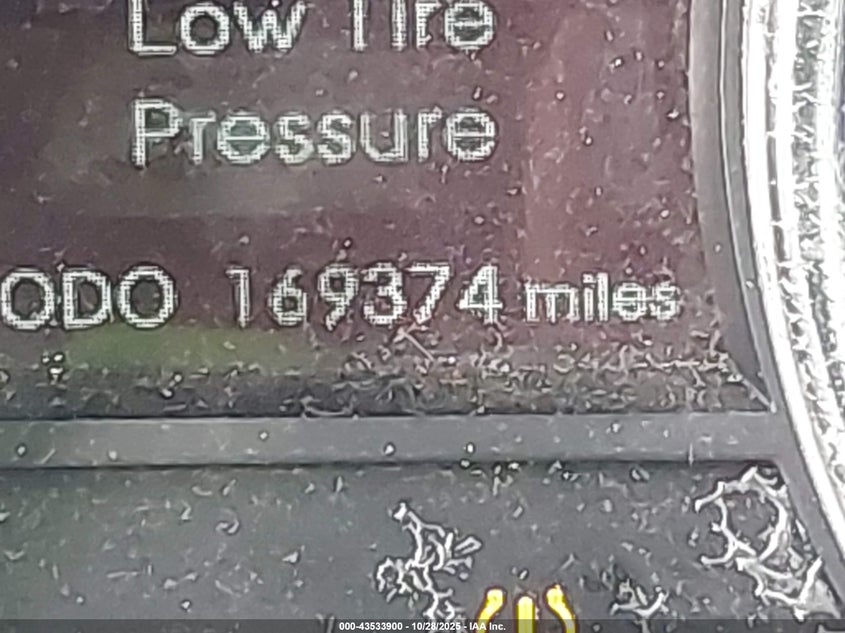 Low Tire
Pressure
ODO 169374 miles
000-43533900 - 10/28/2025 - IAA Inc.